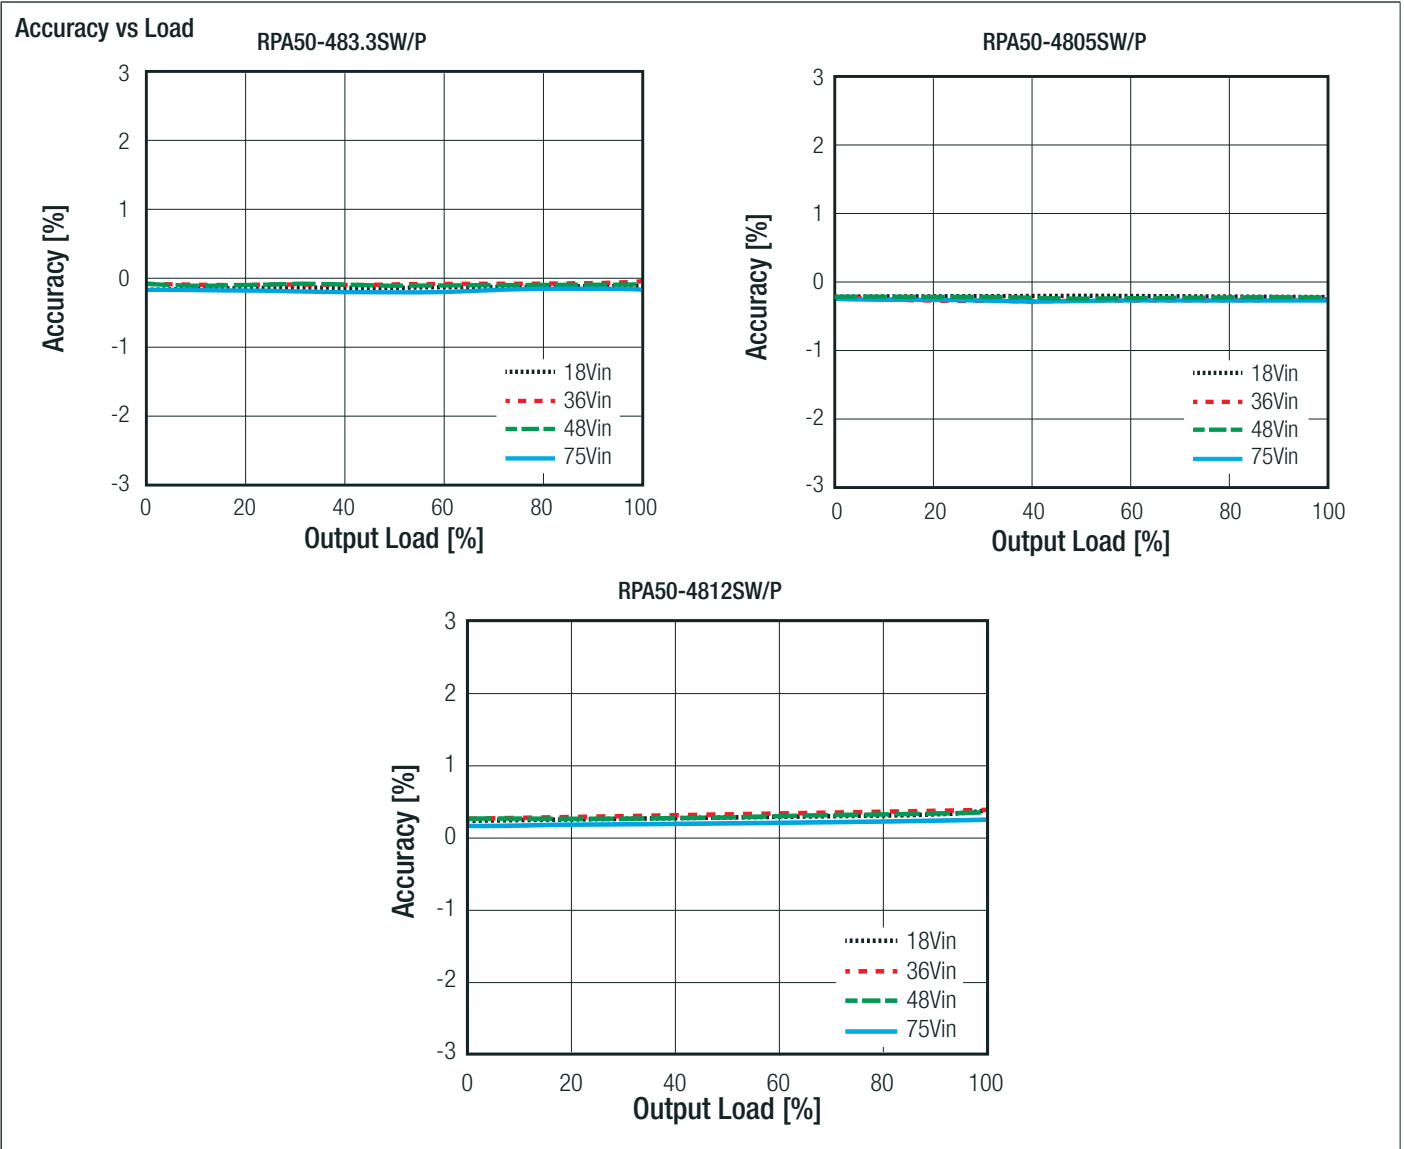 Accuracy vs Load
RPA50-483.3SW/P
3
2
1
0
-1
-2
-3
Accuracy [%]
0 20 40 60 80 100
Output Load [%]
18Vin
36Vin
48Vin
75Vin
RPA50-4805SW/P
3
2
1
0
-1
-2
-3
Accuracy [%]
0 20 40 60 80 100
Output Load [%]
18Vin
36Vin
48Vin
75Vin
RPA50-4812SW/P
3
2
1
0
-1
-2
-3
Accuracy [%]
0 20 40 60 80 100
Output Load [%]
18Vin
36Vin
48Vin
75Vin